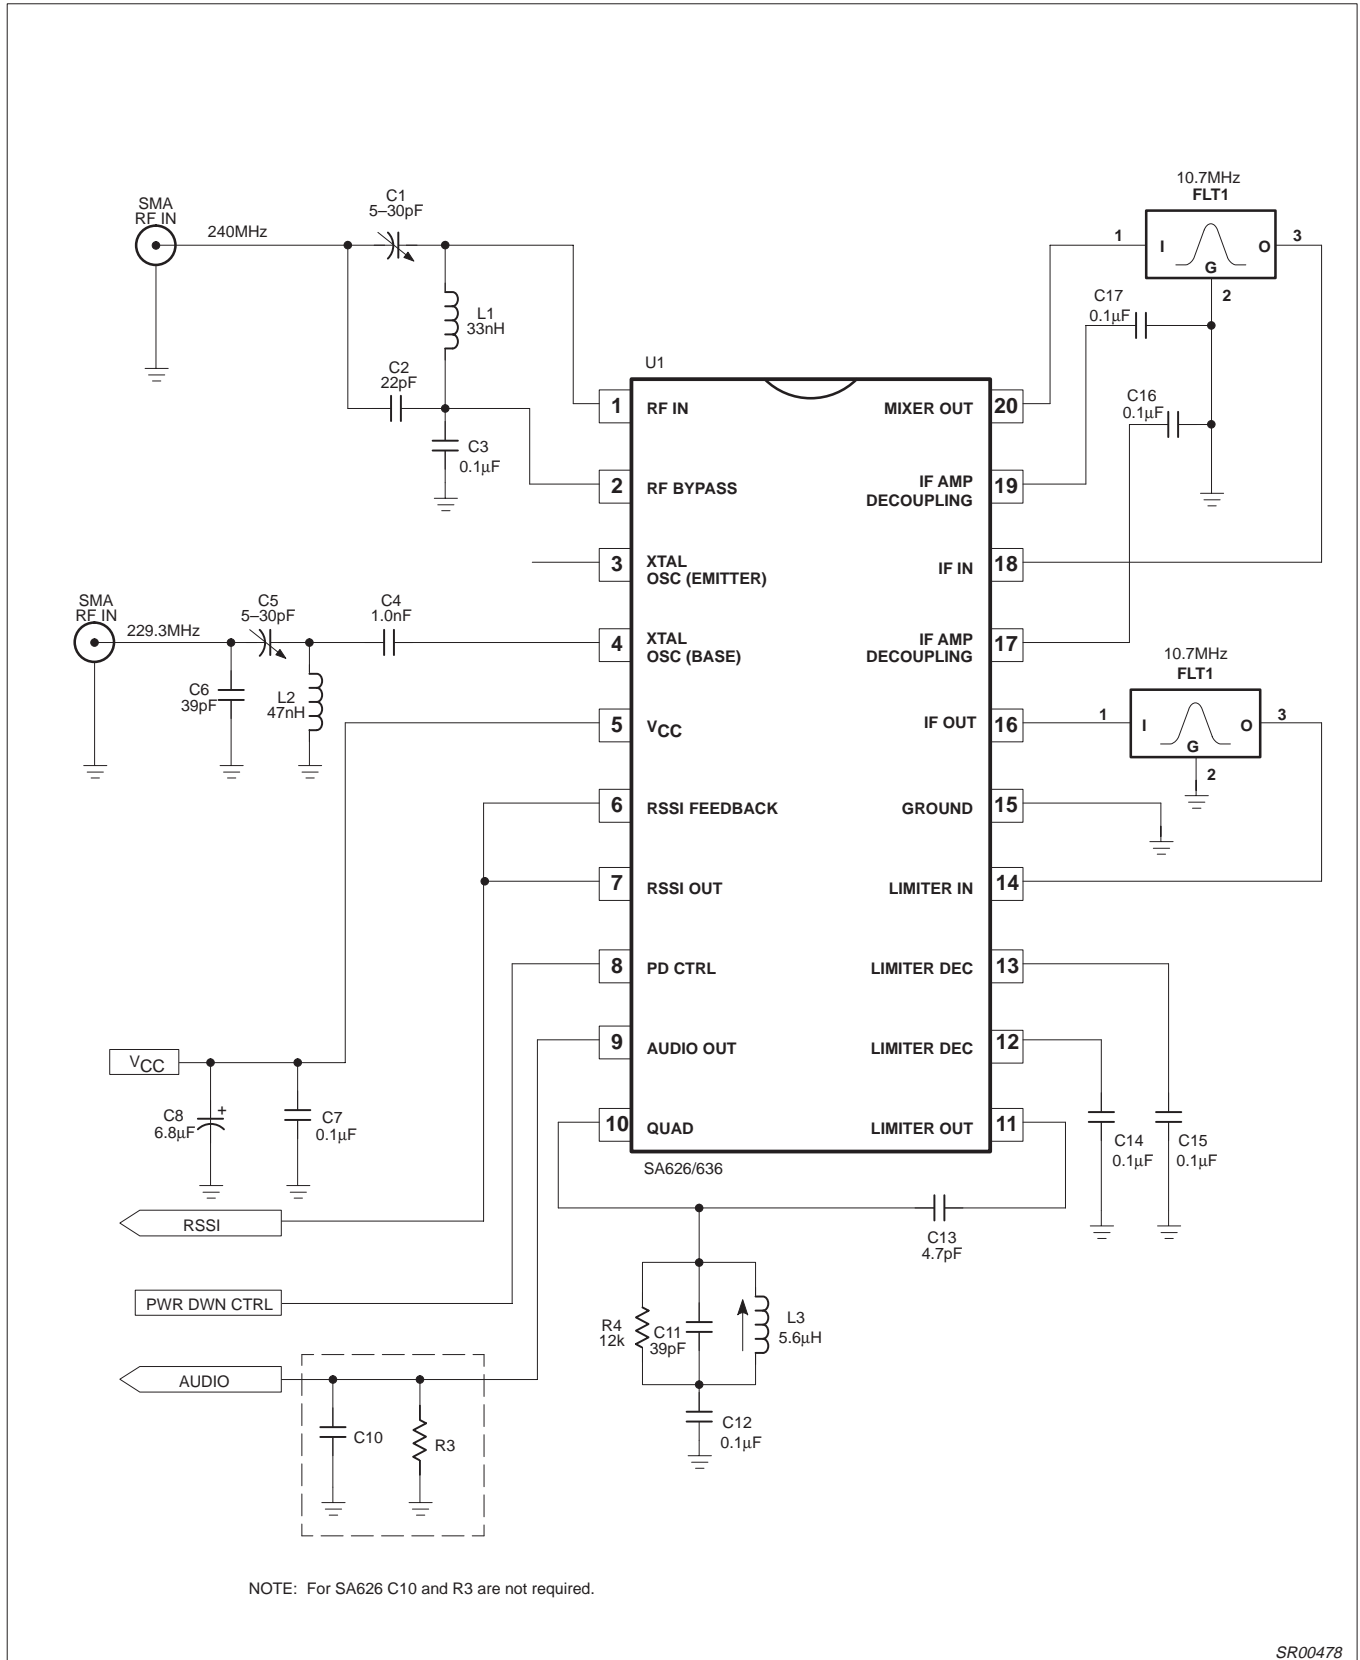 10.7MHz
FLT1
1
I
O
3
G
2
SMA
RF IN
240MHz
C1
5–30pF
L1
33nH
C2
22pF
C3
0.1μF
C17
0.1μF
C16
0.1μF
U1
1 RF IN
MIXER OUT 20
2 RF BYPASS
IF AMP
DECOUPLING 19
3 XTAL
OSC (EMITTER)
IF IN 18
SMA
RF IN
229.3MHz
C5
5–30pF
C4
1.0nF
4 XTAL
OSC (BASE)
IF AMP
DECOUPLING 17
C6
39pF
L2
47nH
10.7MHz
FLT1
1
I
O
3
G
2
5 VCC
IF OUT 16
6 RSSI FEEDBACK
GROUND 15
7 RSSI OUT
LIMITER IN 14
8 PD CTRL
LIMITER DEC 13
9 AUDIO OUT
LIMITER DEC 12
10 QUAD
LIMITER OUT 11
VCC
C8
6.8μF
+
C7
0.1μF
SA626/636
C14
0.1μF
C15
0.1μF
RSSI
C13
4.7pF
PWR DWN CTRL
R4
12k
C11
39pF
L3
5.6μH
AUDIO
C10
R3
C12
0.1μF
NOTE: For SA626 C10 and R3 are not required.
SR00478